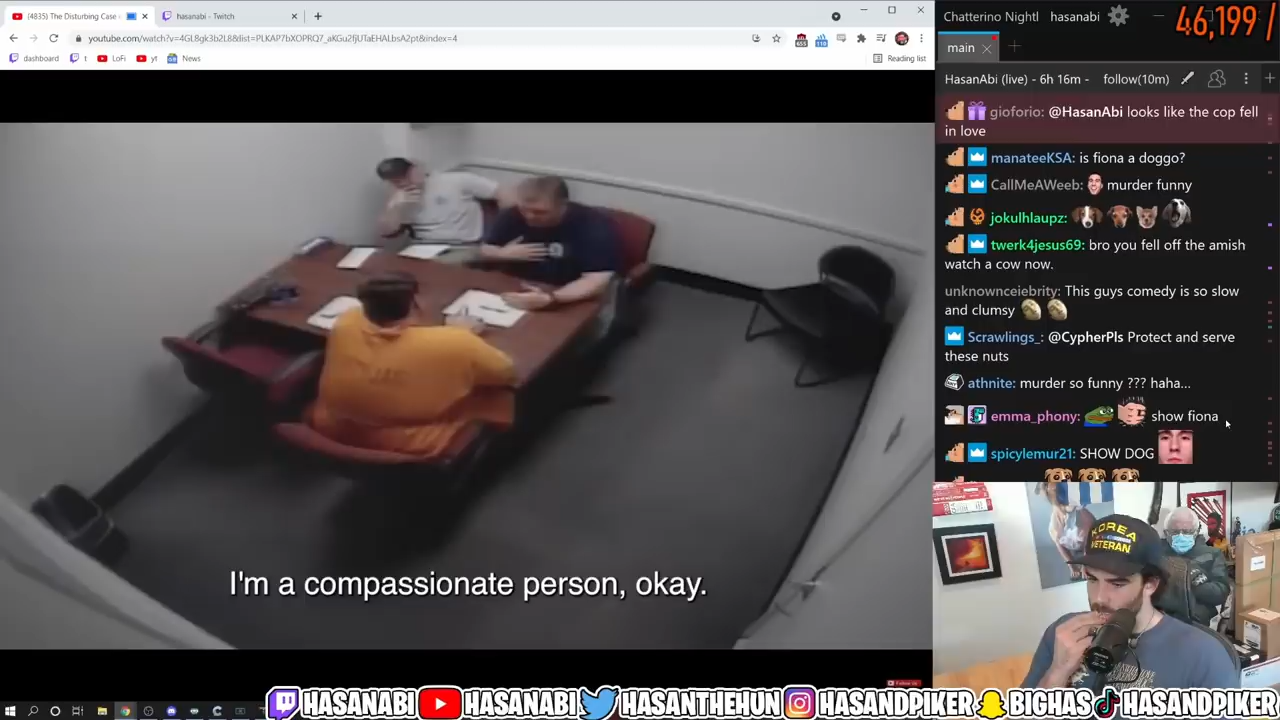 (4835) The Disturbing Case
hasanabi - Twitch
youtube.com/watch?v=4GL8gk3b2L8&list=PLKAP7bXOPRQ7_aKGu2fjUTaEHALbsA2pt&index=4
dashboard
t
LoFi
yt
News
Reading list
I'm a compassionate person, okay.
Chatterino Nightl
hasanabi
46,199 /
main
HasanAbi (live) - 6h 16m -
follow(10m)
gioforio: @HasanAbi looks like the cop fell
in love
manateeKSA: is fiona a doggo?
CallMeAWeeb: murder funny
jokulhlaupz:
twerk4jesus69: bro you fell off the amish
watch a cow now.
unknownceiebrity: This guys comedy is so slow
and clumsy
Scrawlings_: @CypherPls Protect and serve
these nuts
athnite: murder so funny ??? haha...
emma_phony: show fiona
spicylemur21: SHOW DOG
KOREA
VETERAN
HASANABI
HASANABI
HASANTHEHUN
HASANDPIKER
BIGHAS
HASANDPIKER